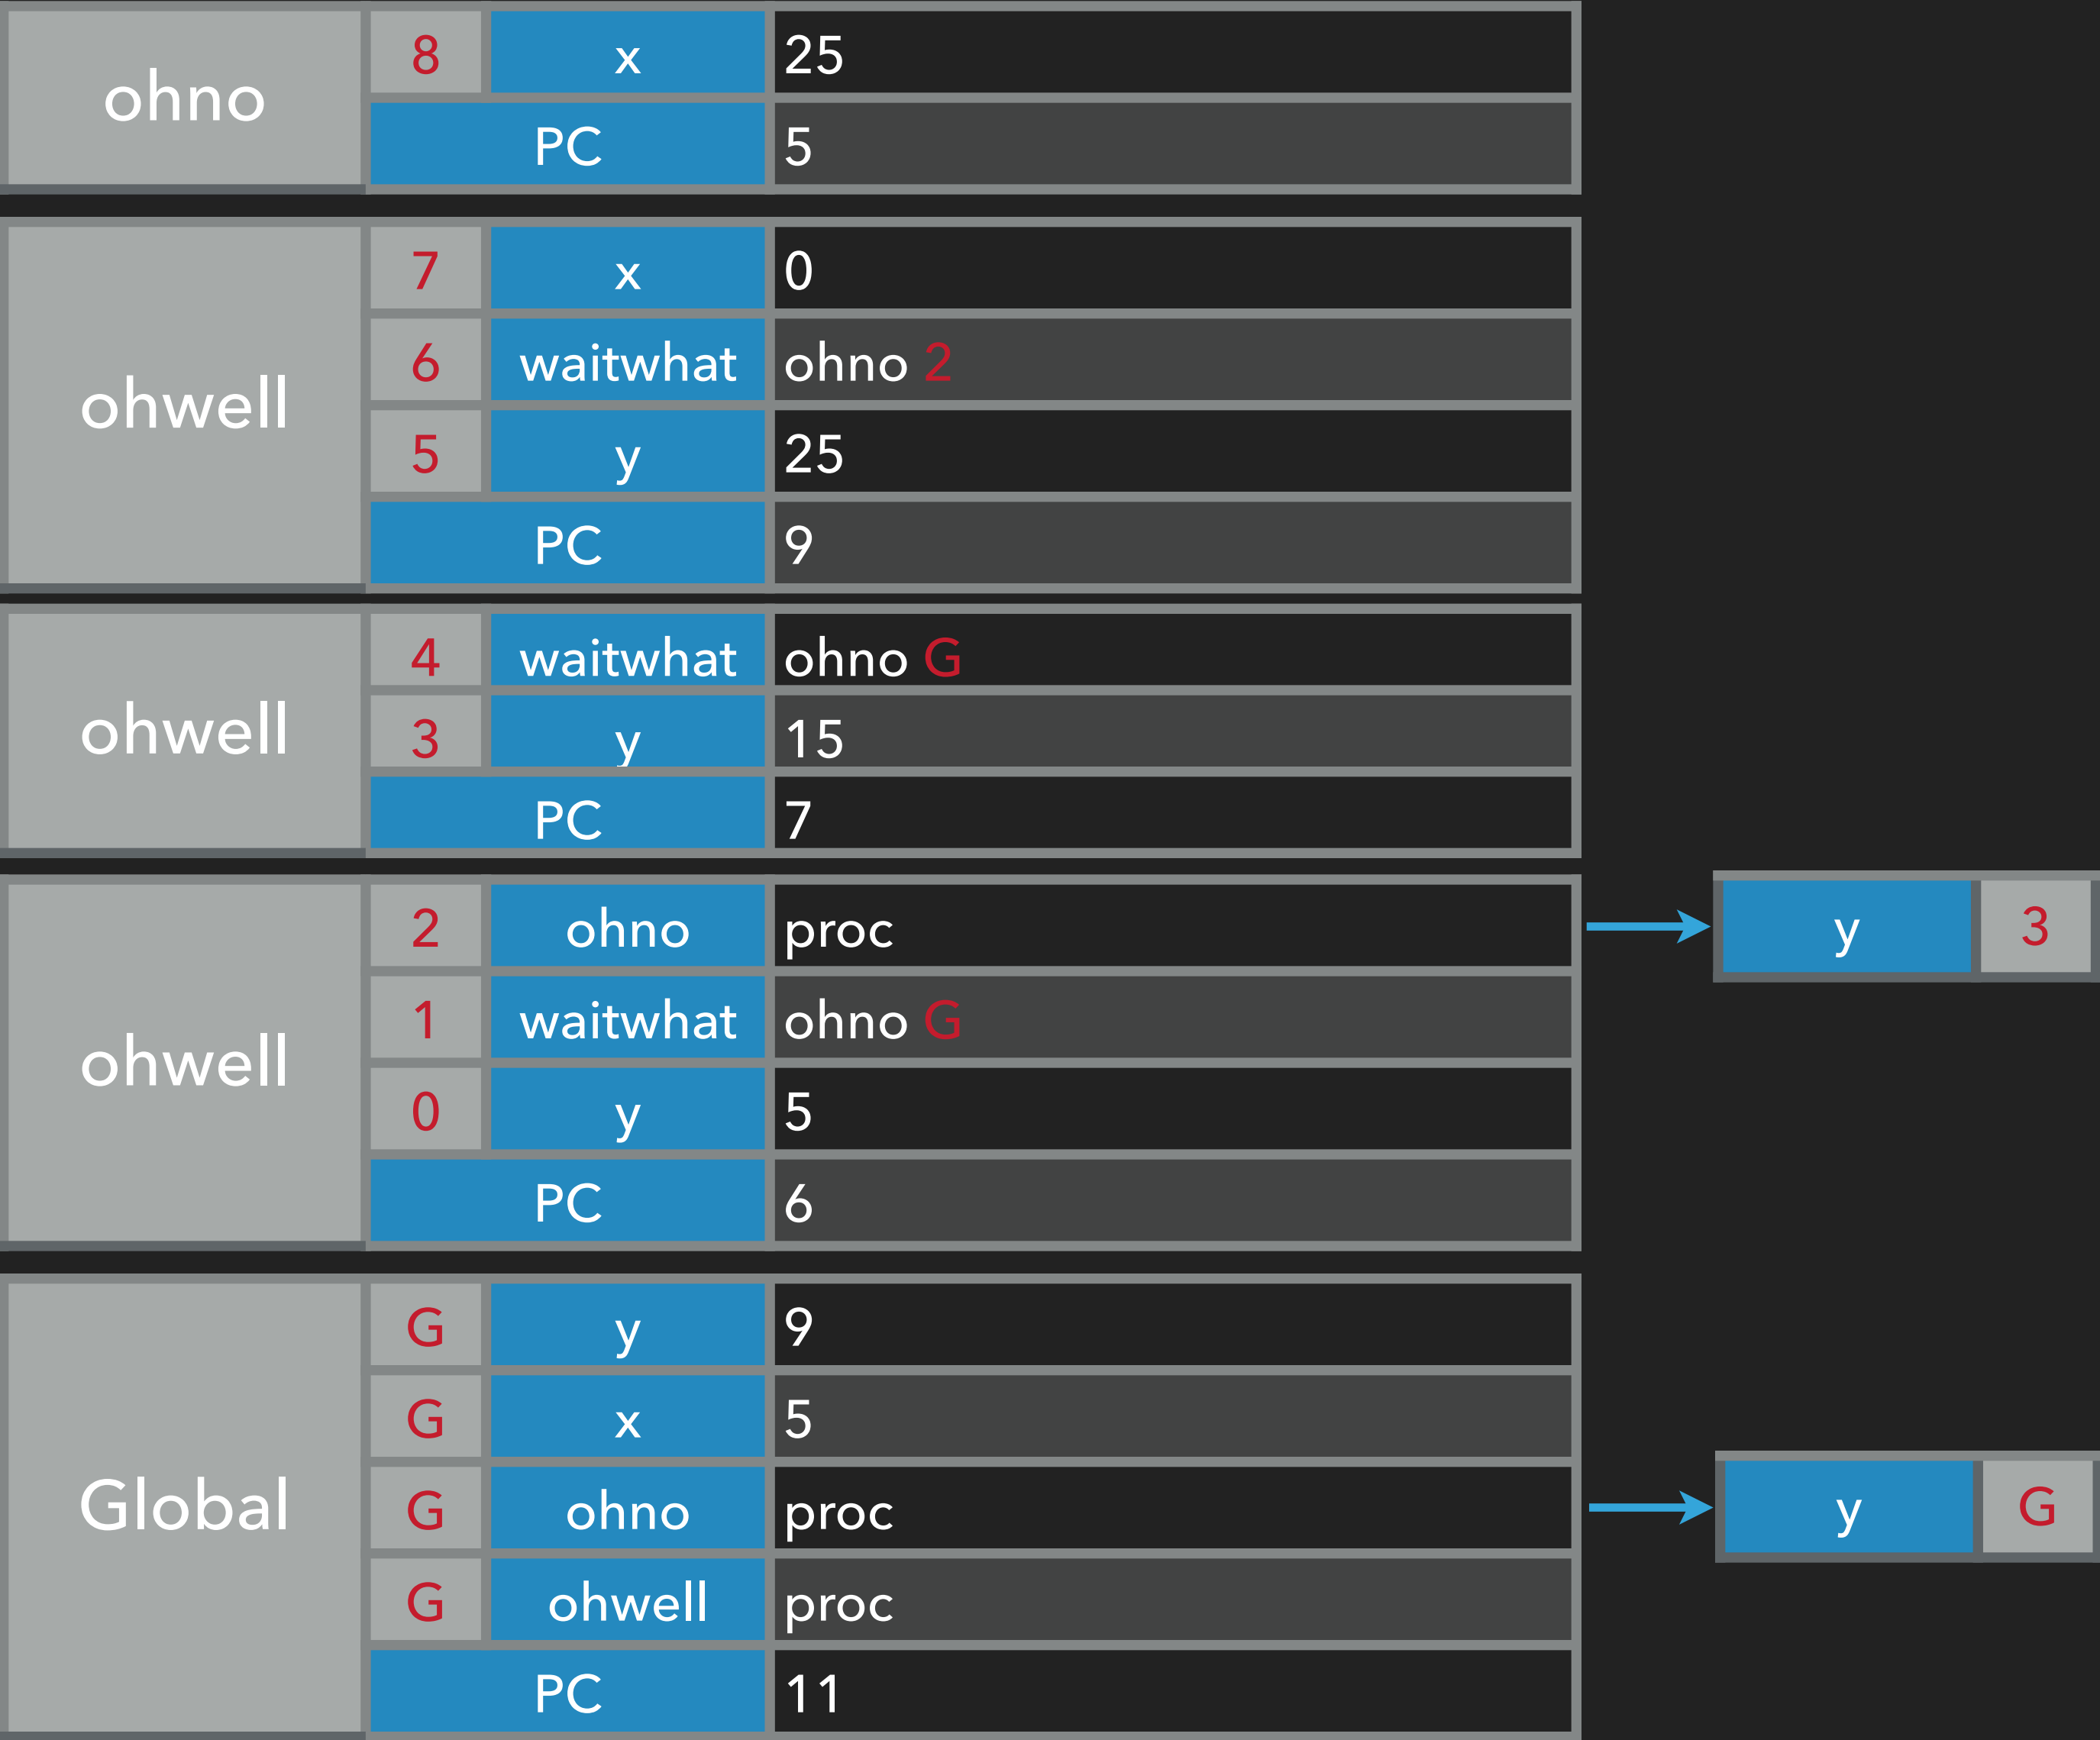 8 x 25
ohno
PC 5
7 x 0
6 waitwhat ohno 2
ohwell
5 y 25
PC 9
4 waitwhat ohno G
ohwell
3 y 15
PC 7
2 ohno proc
y 3
1 waitwhat ohno G
ohwell
0 y 5
PC 6
G y 9
G x 5
G ohno proc
y G
Global
G ohwell proc
PC 11